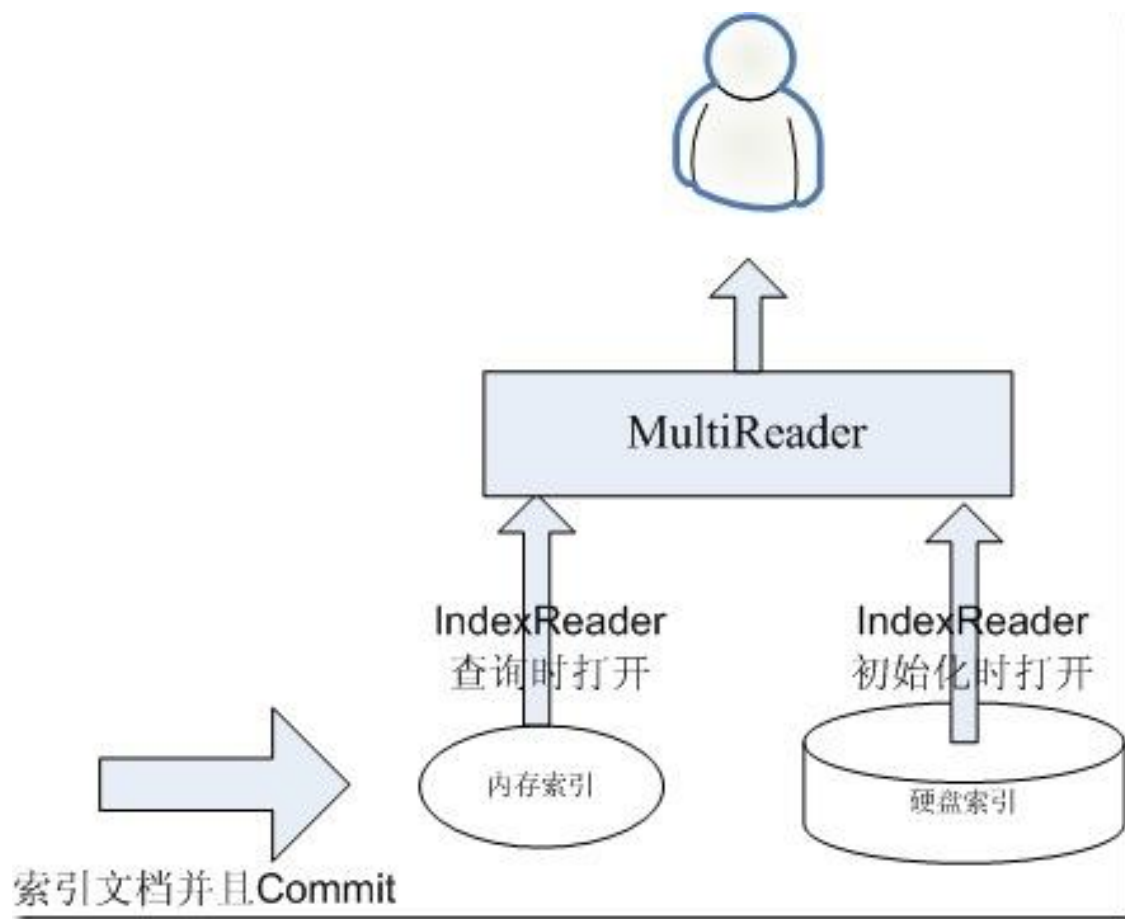 MultiReader
IndexReader
查询时打开
IndexReader
初始化时打开
内存索引
硬盘索引
索引文档并且Commit